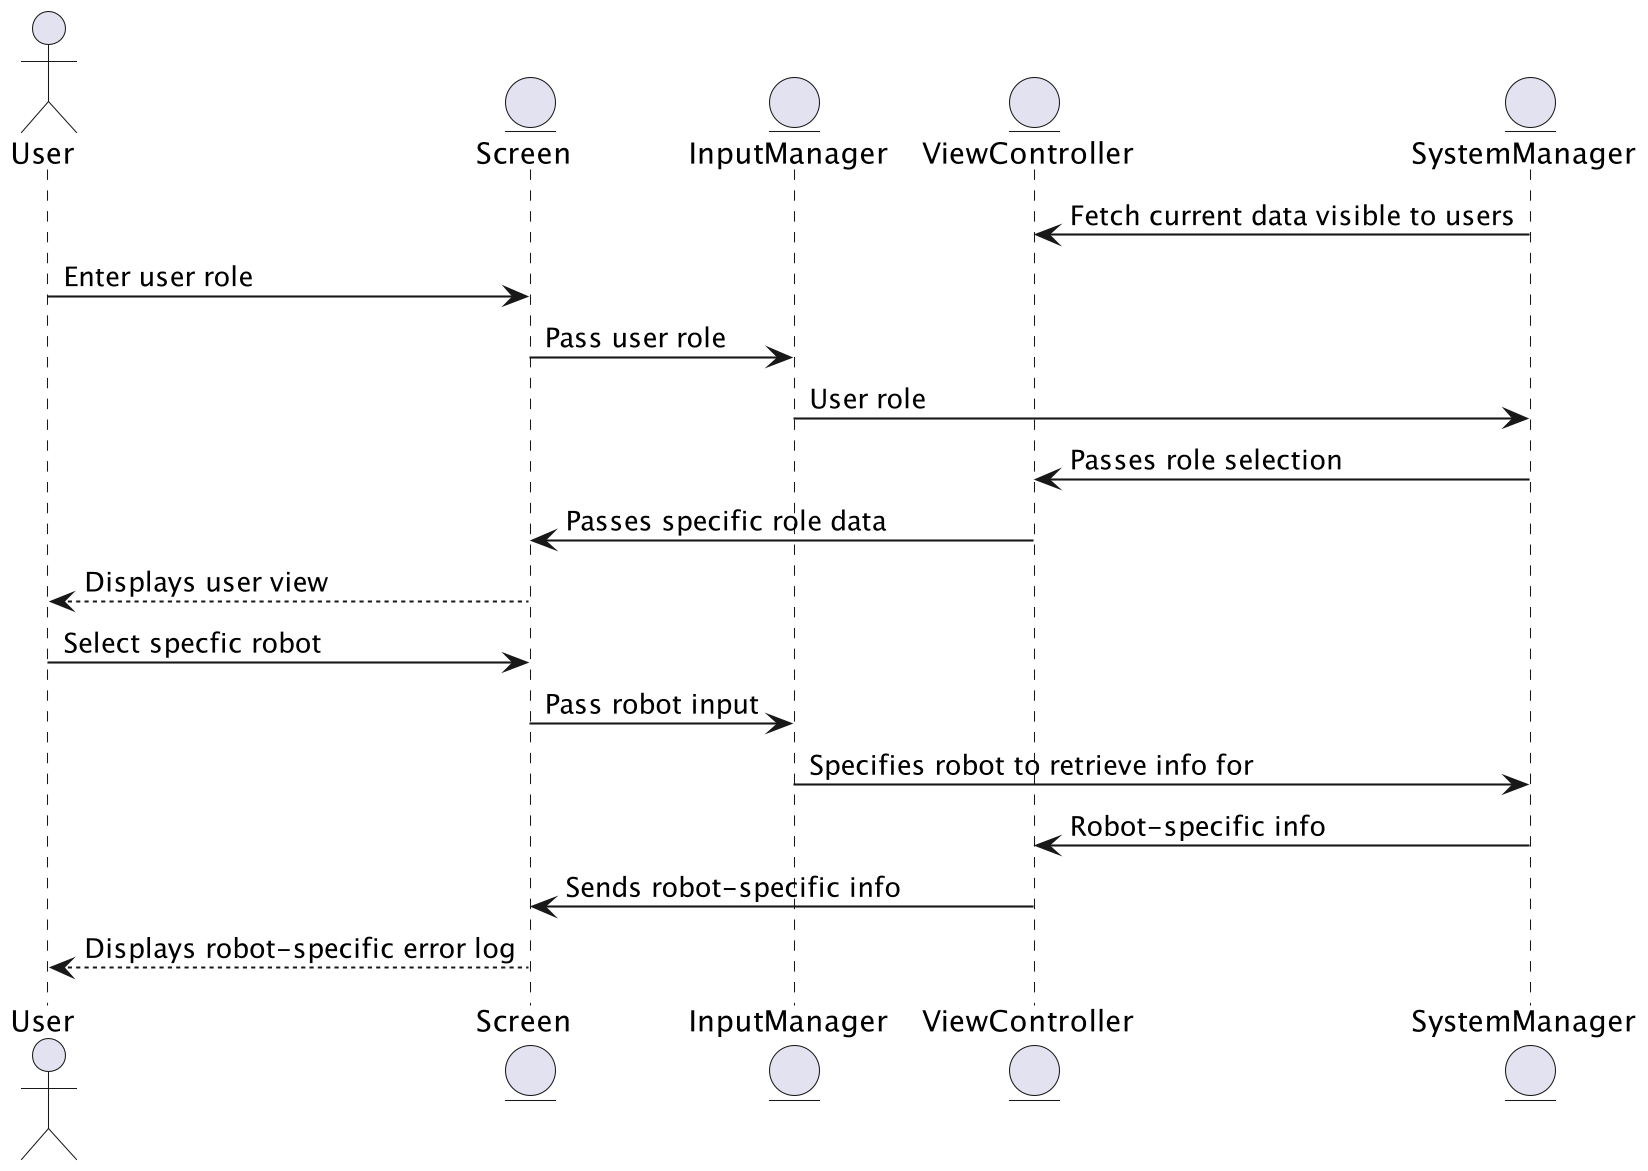 User
Screen
InputManager
ViewController
SystemManager
Fetch current data visible to users
Enter user role
Pass user role
User role
Passes role selection
Passes specific role data
Displays user view
Select specfic robot
Pass robot input
Specifies robot to retrieve info for
Robot-specific info
Sends robot-specific info
Displays robot-specific error log
User
Screen
InputManager
ViewController
SystemManager